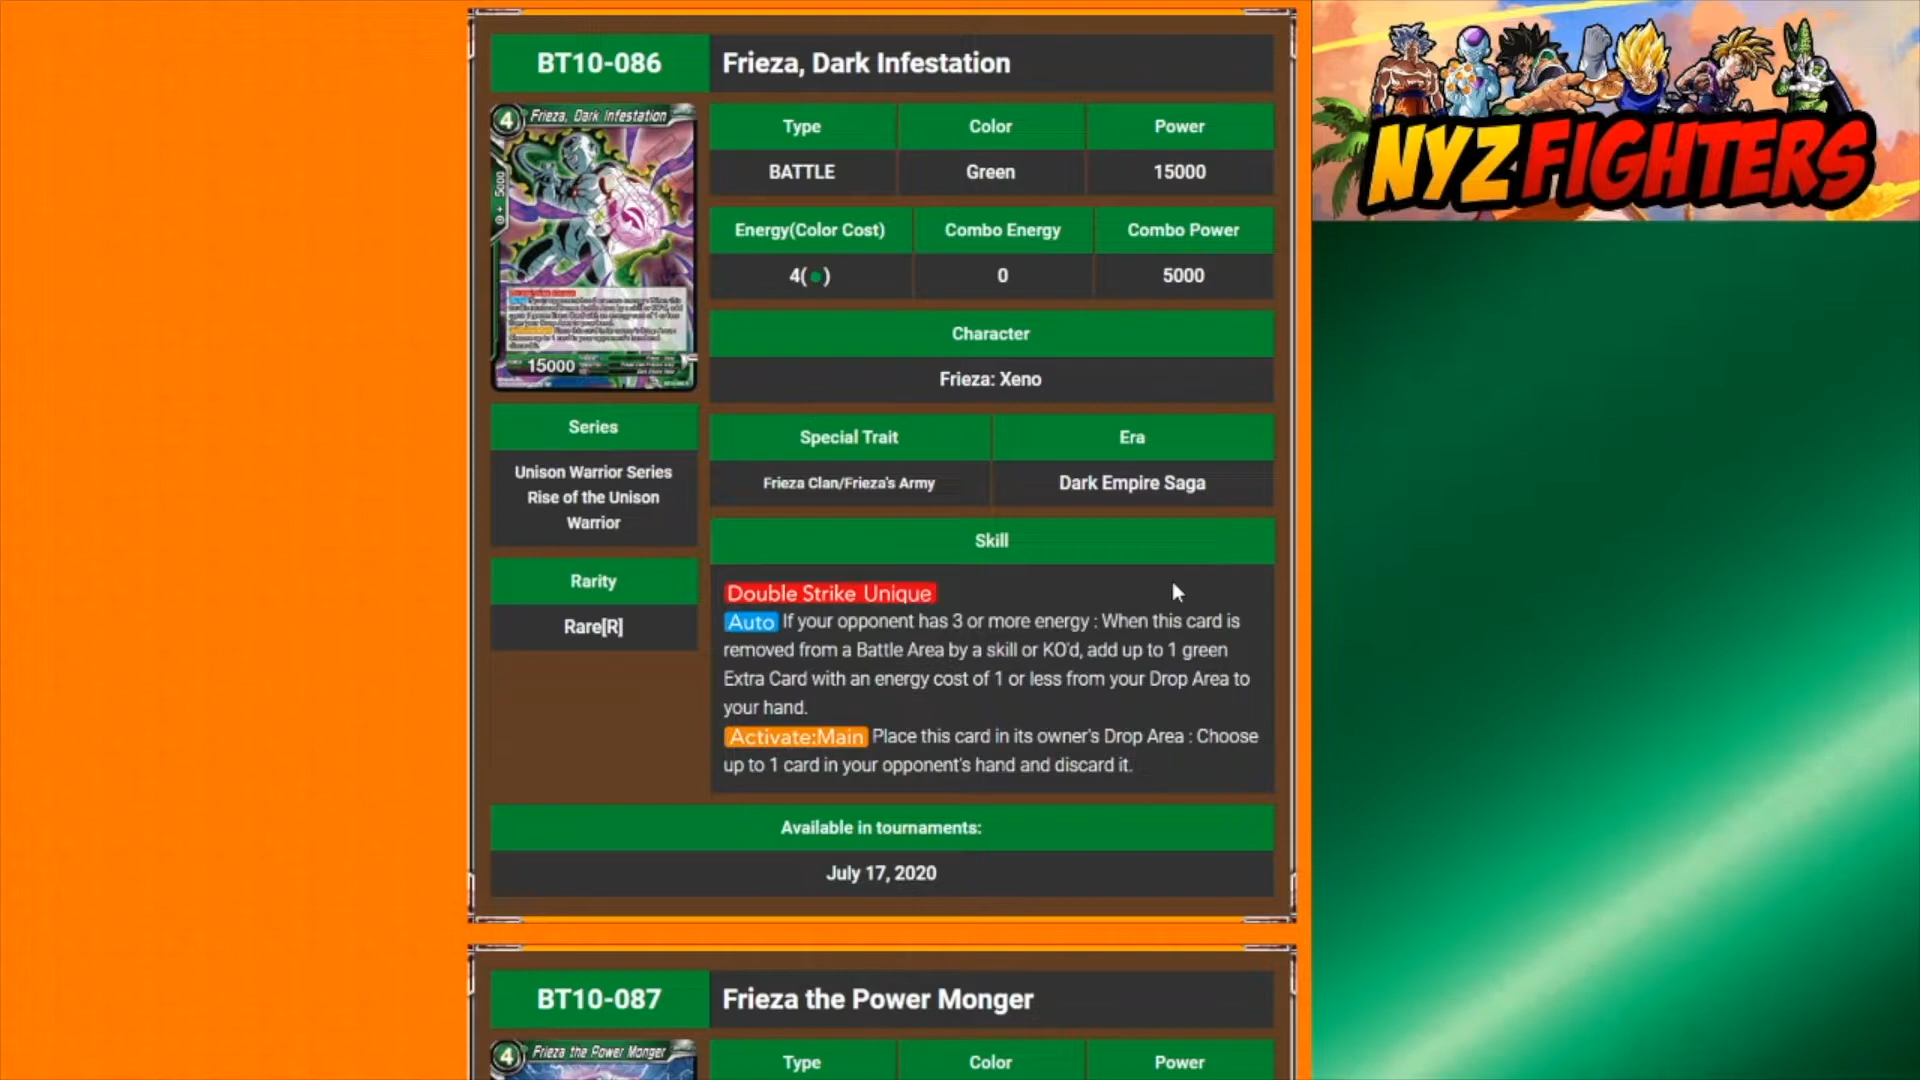 BT10-086
Frieza, Dark Infestation
4
Frieza, Dark Infestation
5000
15000
Type
Color
Power
BATTLE
Green
15000
Energy(Color Cost)
Combo Energy
Combo Power
4( )
0
5000
Character
Frieza: Xeno
Special Trait
Era
Frieza Clan/Frieza's Army
Dark Empire Saga
Series
Unison Warrior Series
Rise of the Unison
Warrior
Rarity
Rare[R]
Skill
Double Strike Unique
Auto If your opponent has 3 or more energy : When this card is
removed from a Battle Area by a skill or KO'd, add up to 1 green
Extra Card with an energy cost of 1 or less from your Drop Area to
your hand.
Activate:Main Place this card in its owner's Drop Area : Choose
up to 1 card in your opponent's hand and discard it.
Available in tournaments:
July 17, 2020
BT10-087
Frieza the Power Monger
4
Frieza the Power Monger
Type
Color
Power
NYZ FIGHTERS